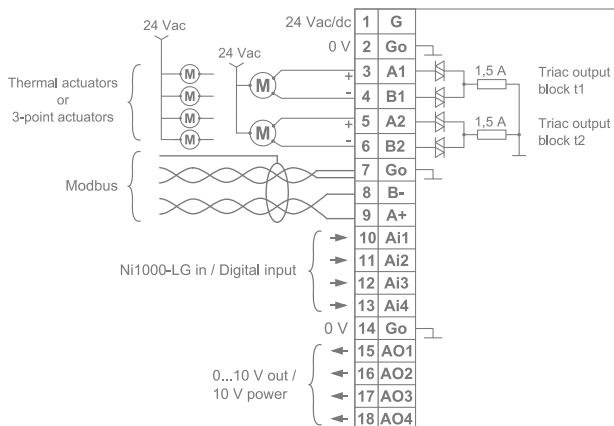 24 Vac
24 Vac
24 Vac/dc 1 G
0 V 2 Go
M
M
M
M
M
M
+ 3 A1
- 4 B1
+ 5 A2
- 6 B2
1,5 A
1,5 A
Triac output
block t1
Triac output
block t2
Thermal actuators
or
3-point actuators
7 Go
Modbus
8 B-
9 A+
10 Ai1
11 Ai2
Ni1000-LG in / Digital input
12 Ai3
13 Ai4
0 V 14 Go
15 AO1
16 AO2
0...10 V out /
10 V power
17 AO3
18 AO4